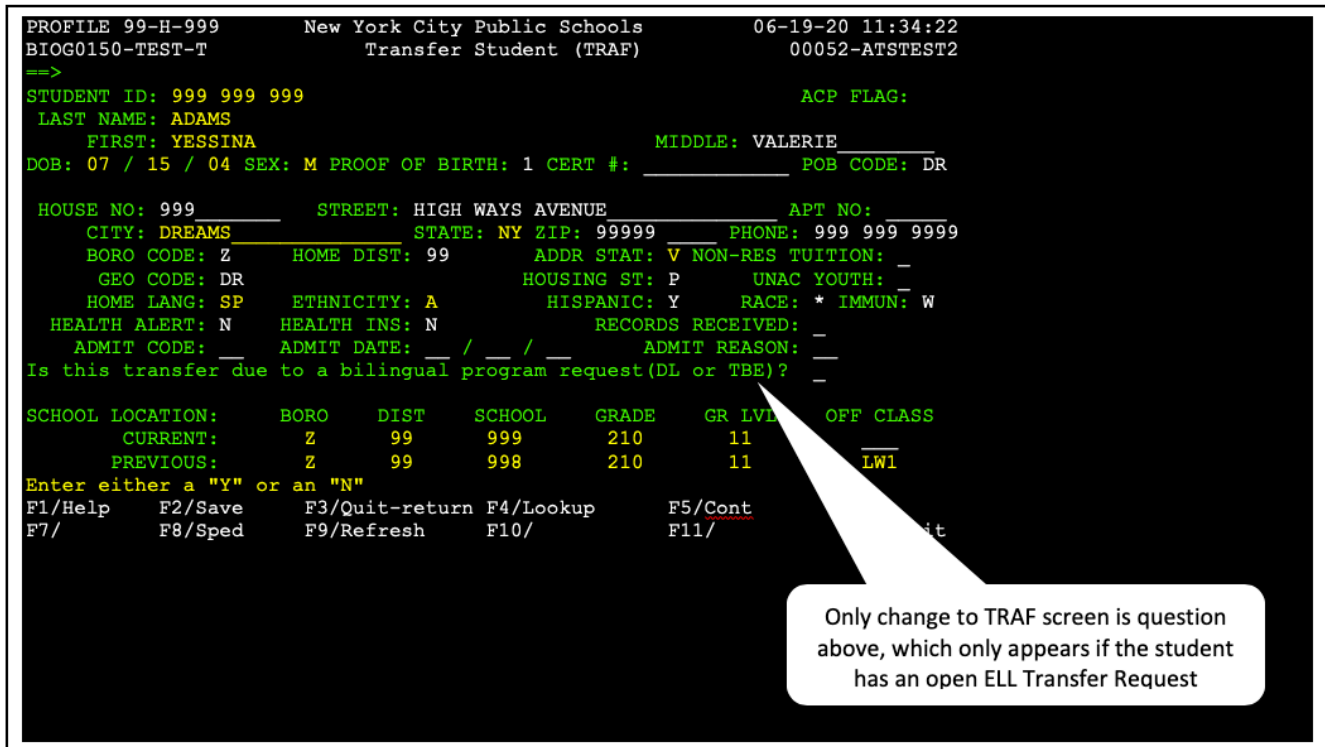 PROFILE 99-H-999 New York City Public Schools 06-19-20 11:34:22
BIOG0150-TEST-T Transfer Student (TRAF) 00052-ATSTEST2
==>
STUDENT ID: 999 999 999 ACP FLAG:
LAST NAME: ADAMS
FIRST: YESSINA MIDDLE: VALERIE_________
DOB: 07 / 15 / 04 SEX: M PROOF OF BIRTH: 1 CERT #: ____________ POB CODE: DR
HOUSE NO: 999_______ STREET: HIGH WAYS AVENUE______________ APT NO: _____
CITY: DREAMS______________ STATE: NY ZIP: 99999 ____ PHONE: 999 999 9999
BORO CODE: Z HOME DIST: 99 ADDR STAT: V NON-RES TUITION: _
GEO CODE: DR HOUSING ST: P UNAC YOUTH: _
HOME LANG: SP ETHNICITY: A HISPANIC: Y RACE: * IMMUN: W
HEALTH ALERT: N HEALTH INS: N RECORDS RECEIVED: _
ADMIT CODE: __ ADMIT DATE: __ / __ / __ ADMIT REASON: __
Is this transfer due to a bilingual program request(DL or TBE)? _
SCHOOL LOCATION: BORO DIST SCHOOL GRADE GR LVL OFF CLASS
CURRENT: Z 99 999 210 11 ___
PREVIOUS: Z 99 998 210 11 LW1
Enter either a "Y" or an "N"
F1/Help F2/Save F3/Quit-return F4/Lookup F5/Cont
F7/ F8/Sped F9/Refresh F10/ F11/ it
Only change to TRAF screen is question
above, which only appears if the student
has an open ELL Transfer Request